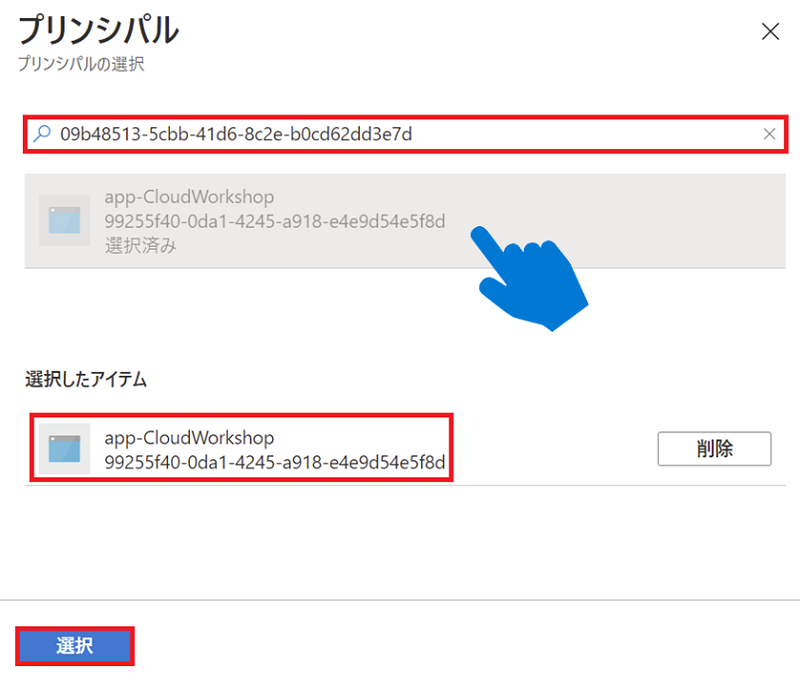 プリンシパル
プリンシパルの選択
09b48513-5cbb-41d6-8c2e-b0cd62dd3e7d
app-CloudWorkshop
99255f40-0da1-4245-a918-e4e9d54e5f8d
選択済み
選択したアイテム
app-CloudWorkshop
99255f40-0da1-4245-a918-e4e9d54e5f8d
削除
選択